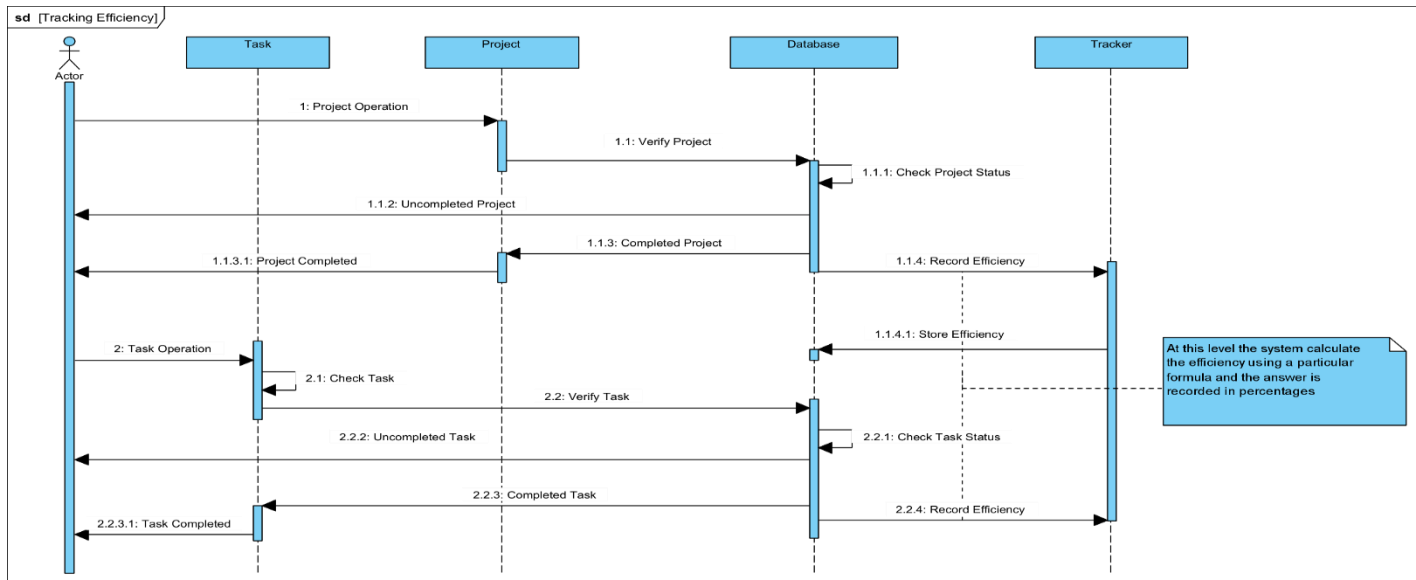 sd [Tracking Efficiency]
Actor
Task
Project
Database
Tracker
1: Project Operation
1.1: Verify Project
1.1.1: Check Project Status
1.1.2: Uncompleted Project
1.1.3: Completed Project
1.1.3.1: Project Completed
1.1.4: Record Efficiency
1.1.4.1: Store Efficiency
2: Task Operation
At this level the system calculate
the efficiency using a particular
formula and the answer is
recorded in percentages
2.1: Check Task
2.2: Verify Task
2.2.2: Uncompleted Task
2.2.1: Check Task Status
2.2.3: Completed Task
2.2.3.1: Task Completed
2.2.4: Record Efficiency